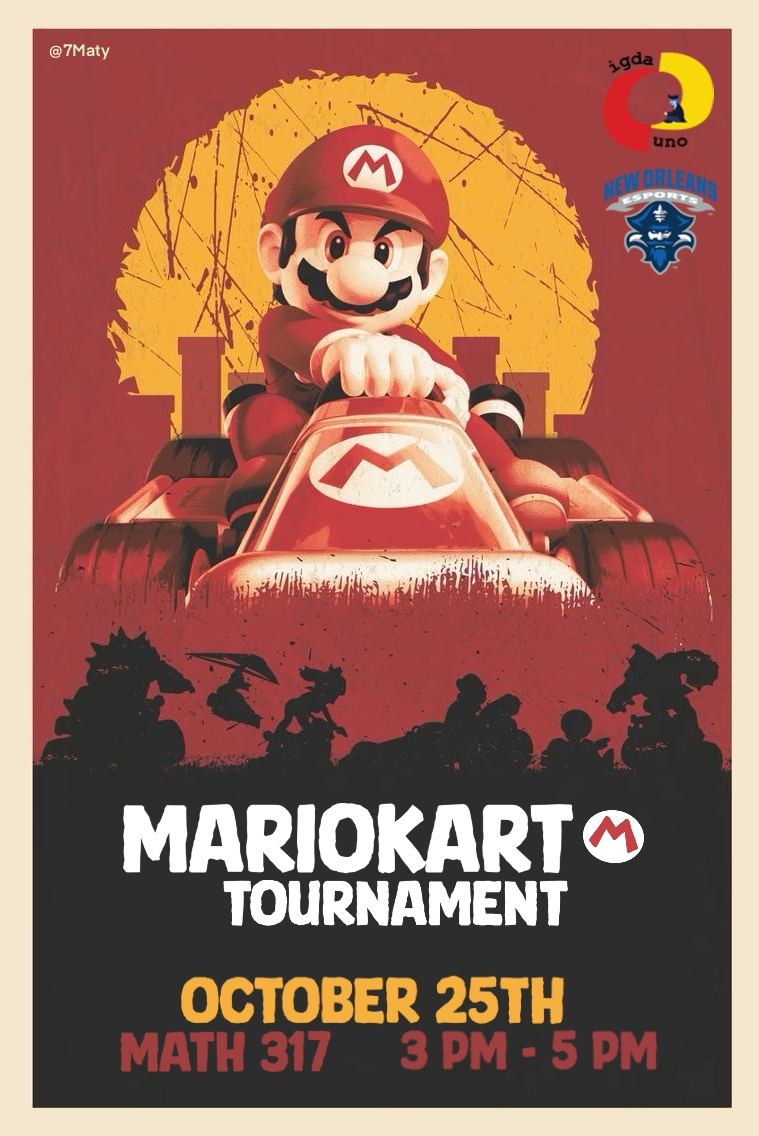 @7Maty
igda
uno
NEW ORLEANS
ESPORTS
M
M
MARIOKART M
TOURNAMENT
OCTOBER 25TH
MATH 317 3 PM - 5 PM